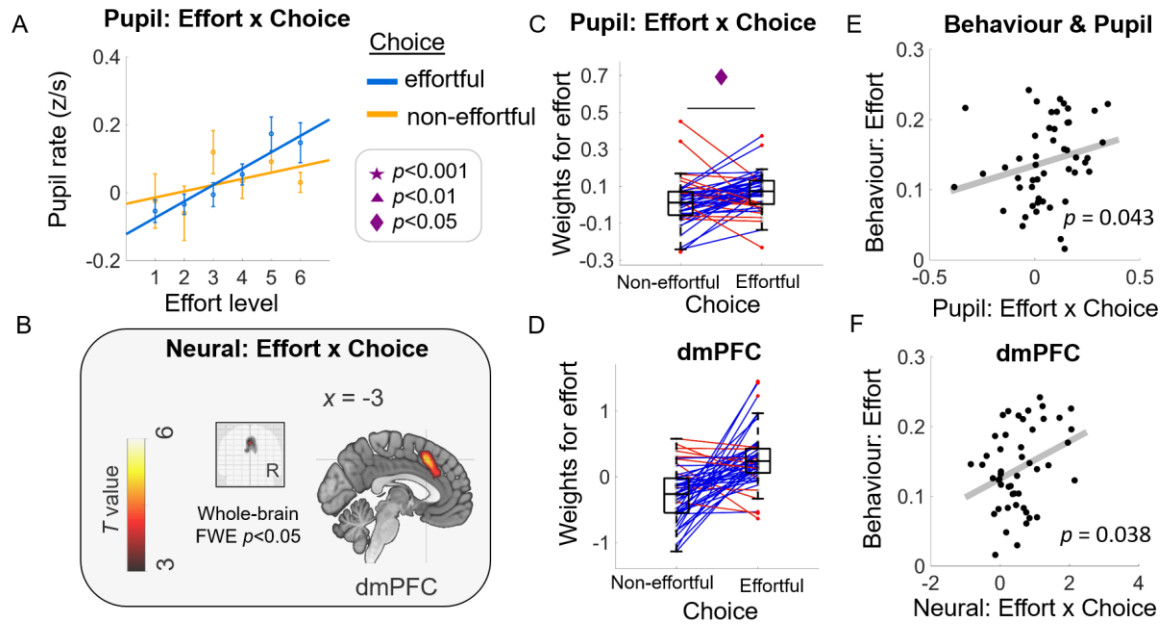 A
Pupil: Effort x Choice
Pupil rate (z/s)
0.4
0.2
0
-0.2
1 2 3 4 5 6
Effort level
Choice
effortful
non-effortful
p<0.001
p<0.01
p<0.05
B
Neural: Effort x Choice
x = -3
T value
6
3
R
Whole-brain
FWE p<0.05
dmPFC
C
Pupil: Effort x Choice
Weights for effort
0.7
0.5
0.3
0.1
-0.1
-0.3
Non-effortful Effortful
Choice
D
dmPFC
Weights for effort
1
0
-1
Non-effortful Effortful
Choice
E
Behaviour & Pupil
Behaviour: Effort
0.3
0.2
0.1
0
p = 0.043
-0.5 0 0.5
Pupil: Effort x Choice
F
dmPFC
Behaviour: Effort
0.3
0.2
0.1
0
p = 0.038
-2 0 2 4
Neural: Effort x Choice